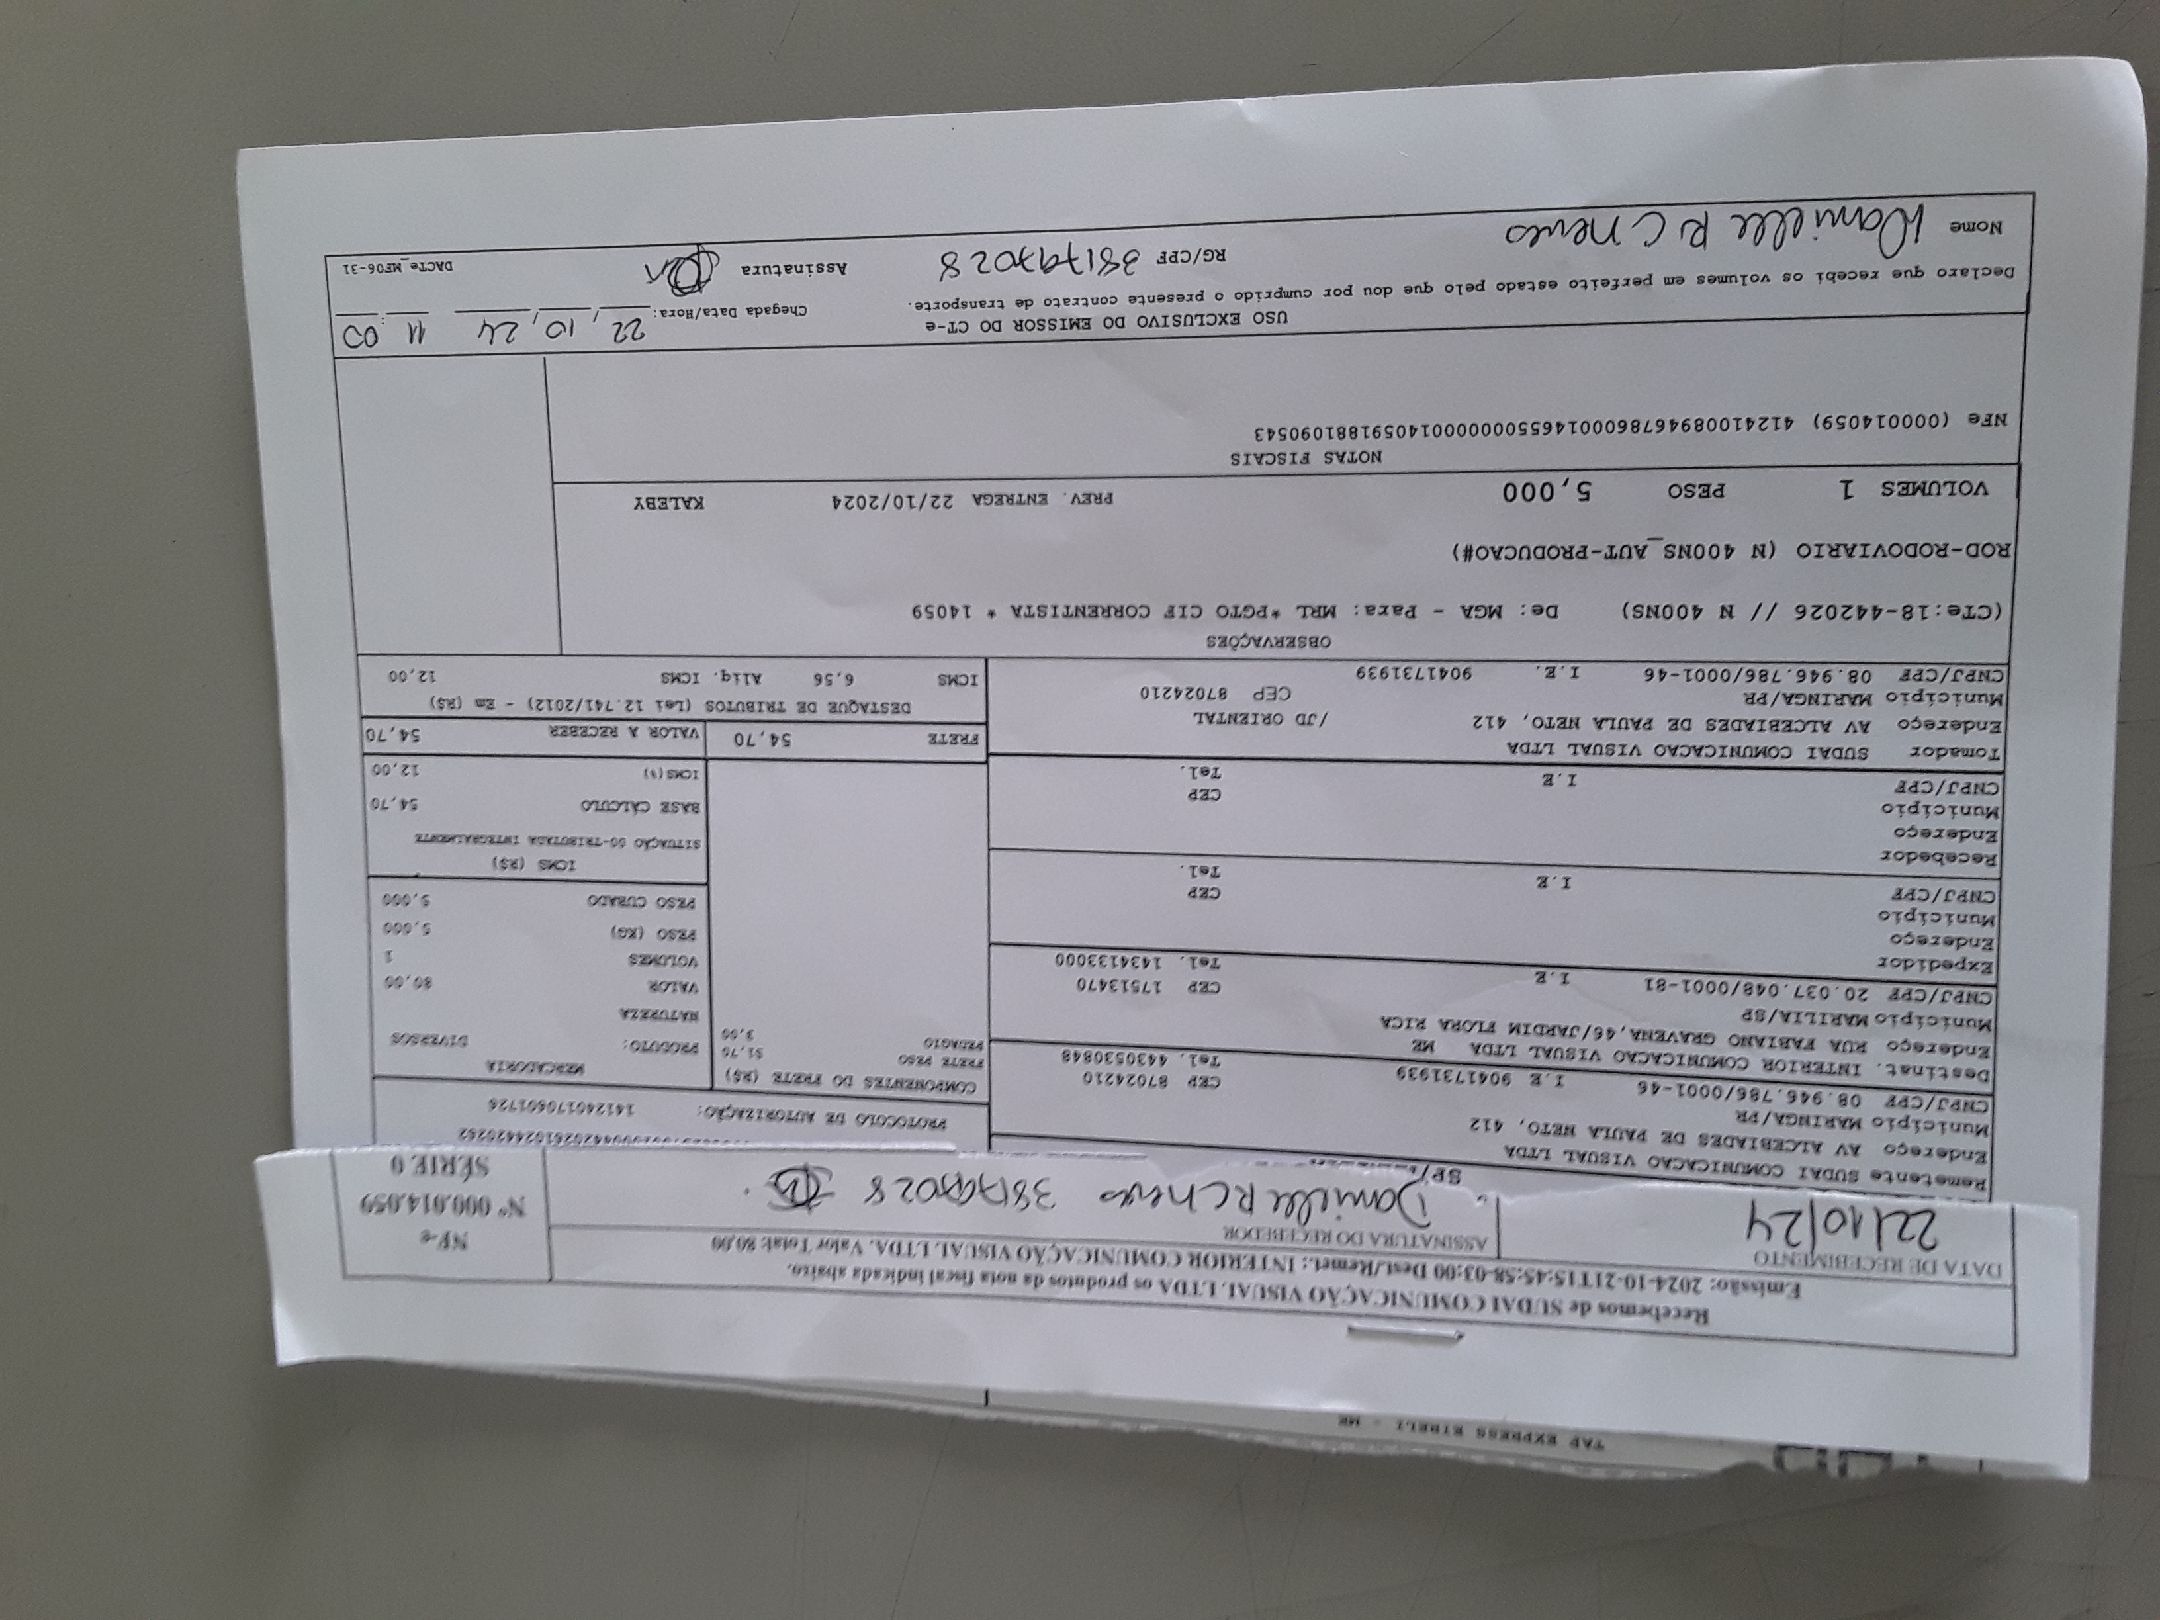 TAP EXPRESS EIRELI - ME
Recebemos de SUDAI COMUNICAÇÃO VISUAL LTDA os produtos da nota fiscal indicada abaixo.
Emissão: 2024-10-21T15:45:58-03:00 Dest./Remet.: INTERIOR COMUNICAÇÃO VISUAL LTDA. Valor Total: 80,00
NF-e
Nº 000.014.059
SÉRIE 0
DATA DE RECEBIMENTO
22/10/24
ASSINATURA DO RECEBEDOR
Danielle R C Neves
Remetente SUDAI COMUNICACAO VISUAL LTDA
Endereço AV ALCEBIADES DE PAULA NETO, 412
Município MARINGA/PR CEP 87024210
CNPJ/CPF 08.946.786/0001-46 I.E 9041731939 Tel. 4430530848
Destinat. INTERIOR COMUNICACAO VISUAL LTDA ME
Endereço RUA FABIANO GRAVENA,46/JARDIM FLORA RICA
Município MARILIA/SP CEP 17513470
CNPJ/CPF 20.037.048/0001-81 I.E Tel. 1434133000
Expedidor
Endereço
Município CEP
CNPJ/CPF I.E Tel.
Recebedor
Endereço
Município CEP
CNPJ/CPF I.E Tel.
Tomador SUDAI COMUNICACAO VISUAL LTDA
Endereço AV ALCEBIADES DE PAULA NETO, 412 /JD ORIENTAL
Município MARINGA/PR CEP 87024210
CNPJ/CPF 08.946.786/0001-46 I.E. 9041731939
PROTOCOLO DE AUTORIZAÇÃO: 141240170601726
COMPONENTES DO FRETE (R$)
FRETE PESO 51,70
PEDAGIO 3,00
MERCADORIA
PRODUTO: DIVERSOS
NATUREZA
VALOR 80,00
VOLUMES 1
PESO (KG) 5,000
PESO CUBADO 5,000
ICMS (R$)
SITUAÇÃO 00-TRIBUTADA INTEGRALMENTE
BASE CÁLCULO 54,70
ICMS(%) 12,00
FRETE 54,70 VALOR A RECEBER 54,70
DESTAQUE DE TRIBUTOS (Lei 12.741/2012) - Em (R$)
ICMS 6,56 Aliq. ICMS 12,00
OBSERVAÇÕES
(CTe:18-442026 // N 400NS) De: MGA - Para: MRL *PGTO CIF CORRENTISTA * 14059
ROD-RODOVIARIO (N 400NS_AUT-PRODUCAO#)
VOLUMES 1 PESO 5,000 PREV. ENTREGA 22/10/2024 KALEBY
NOTAS FISCAIS
NFe (000014059) 41241008946786000146550000000140591881090543
USO EXCLUSIVO DO EMISSOR DO CT-e
Declaro que recebi os volumes em perfeito estado pelo que dou por cumprido o presente contrato de transporte.
Chegada Data/Hora: 22/10/24 11:00
Nome Danielle R C Neves RG/CPF Assinatura
DACTe_MF06-31